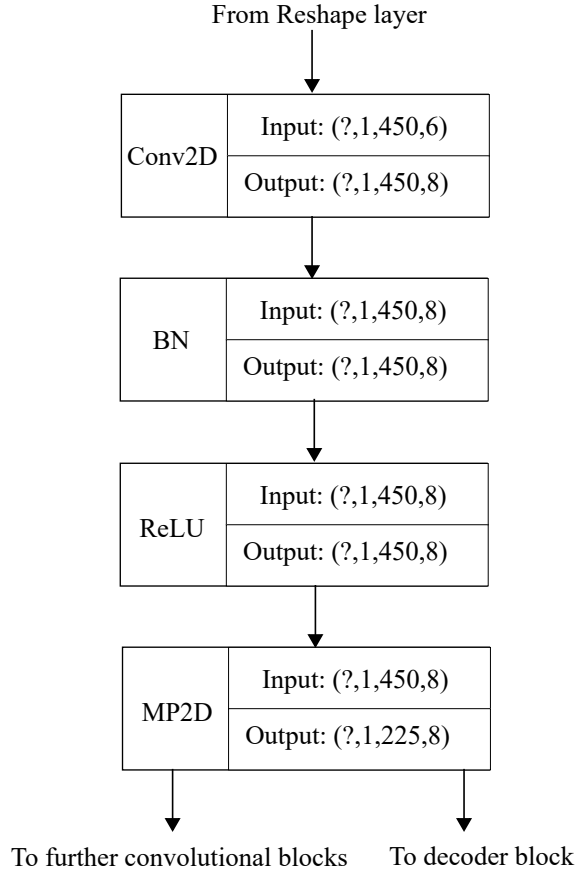 From Reshape layer
Conv2D
Input: (?,1,450,6)
Output: (?,1,450,8)
BN
Input: (?,1,450,8)
Output: (?,1,450,8)
ReLU
Input: (?,1,450,8)
Output: (?,1,450,8)
MP2D
Input: (?,1,450,8)
Output: (?,1,225,8)
To further convolutional blocks
To decoder block